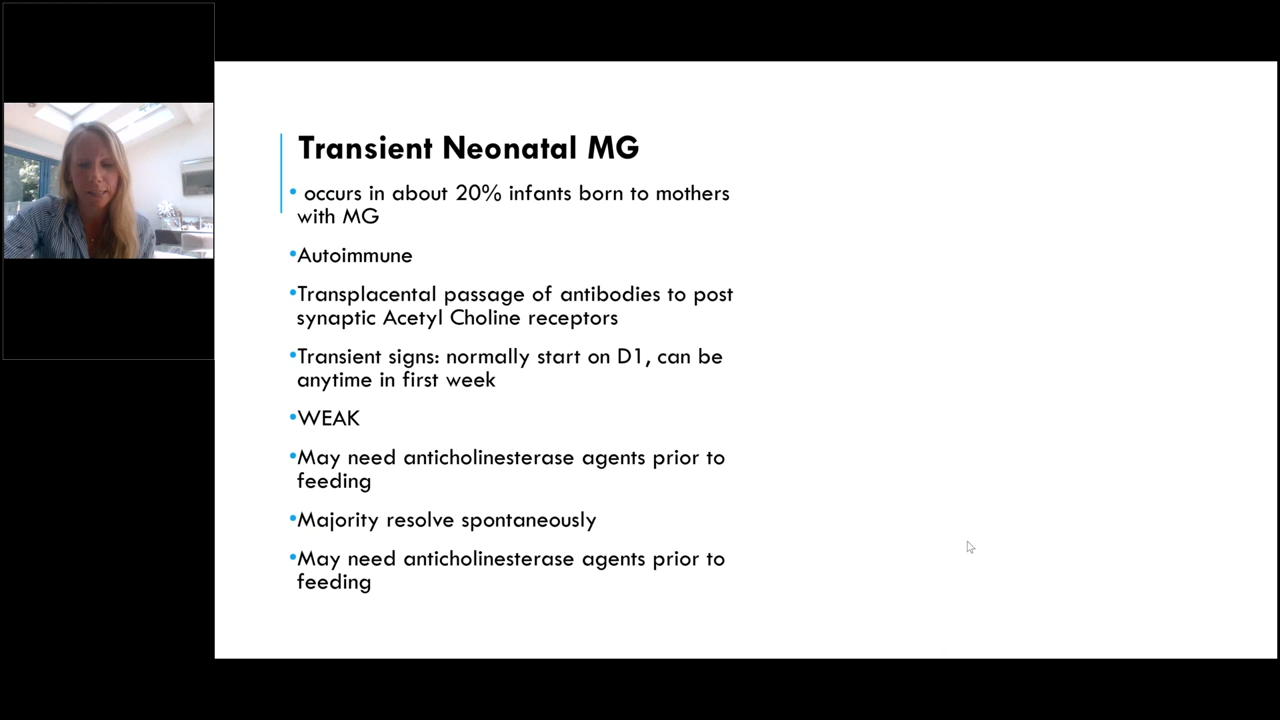 Transient Neonatal MG
• occurs in about 20% infants born to mothers
with MG
•Autoimmune
•Transplacental passage of antibodies to post
synaptic Acetyl Choline receptors
•Transient signs: normally start on D1, can be
anytime in first week
•WEAK
•May need anticholinesterase agents prior to
feeding
•Majority resolve spontaneously
•May need anticholinesterase agents prior to
feeding